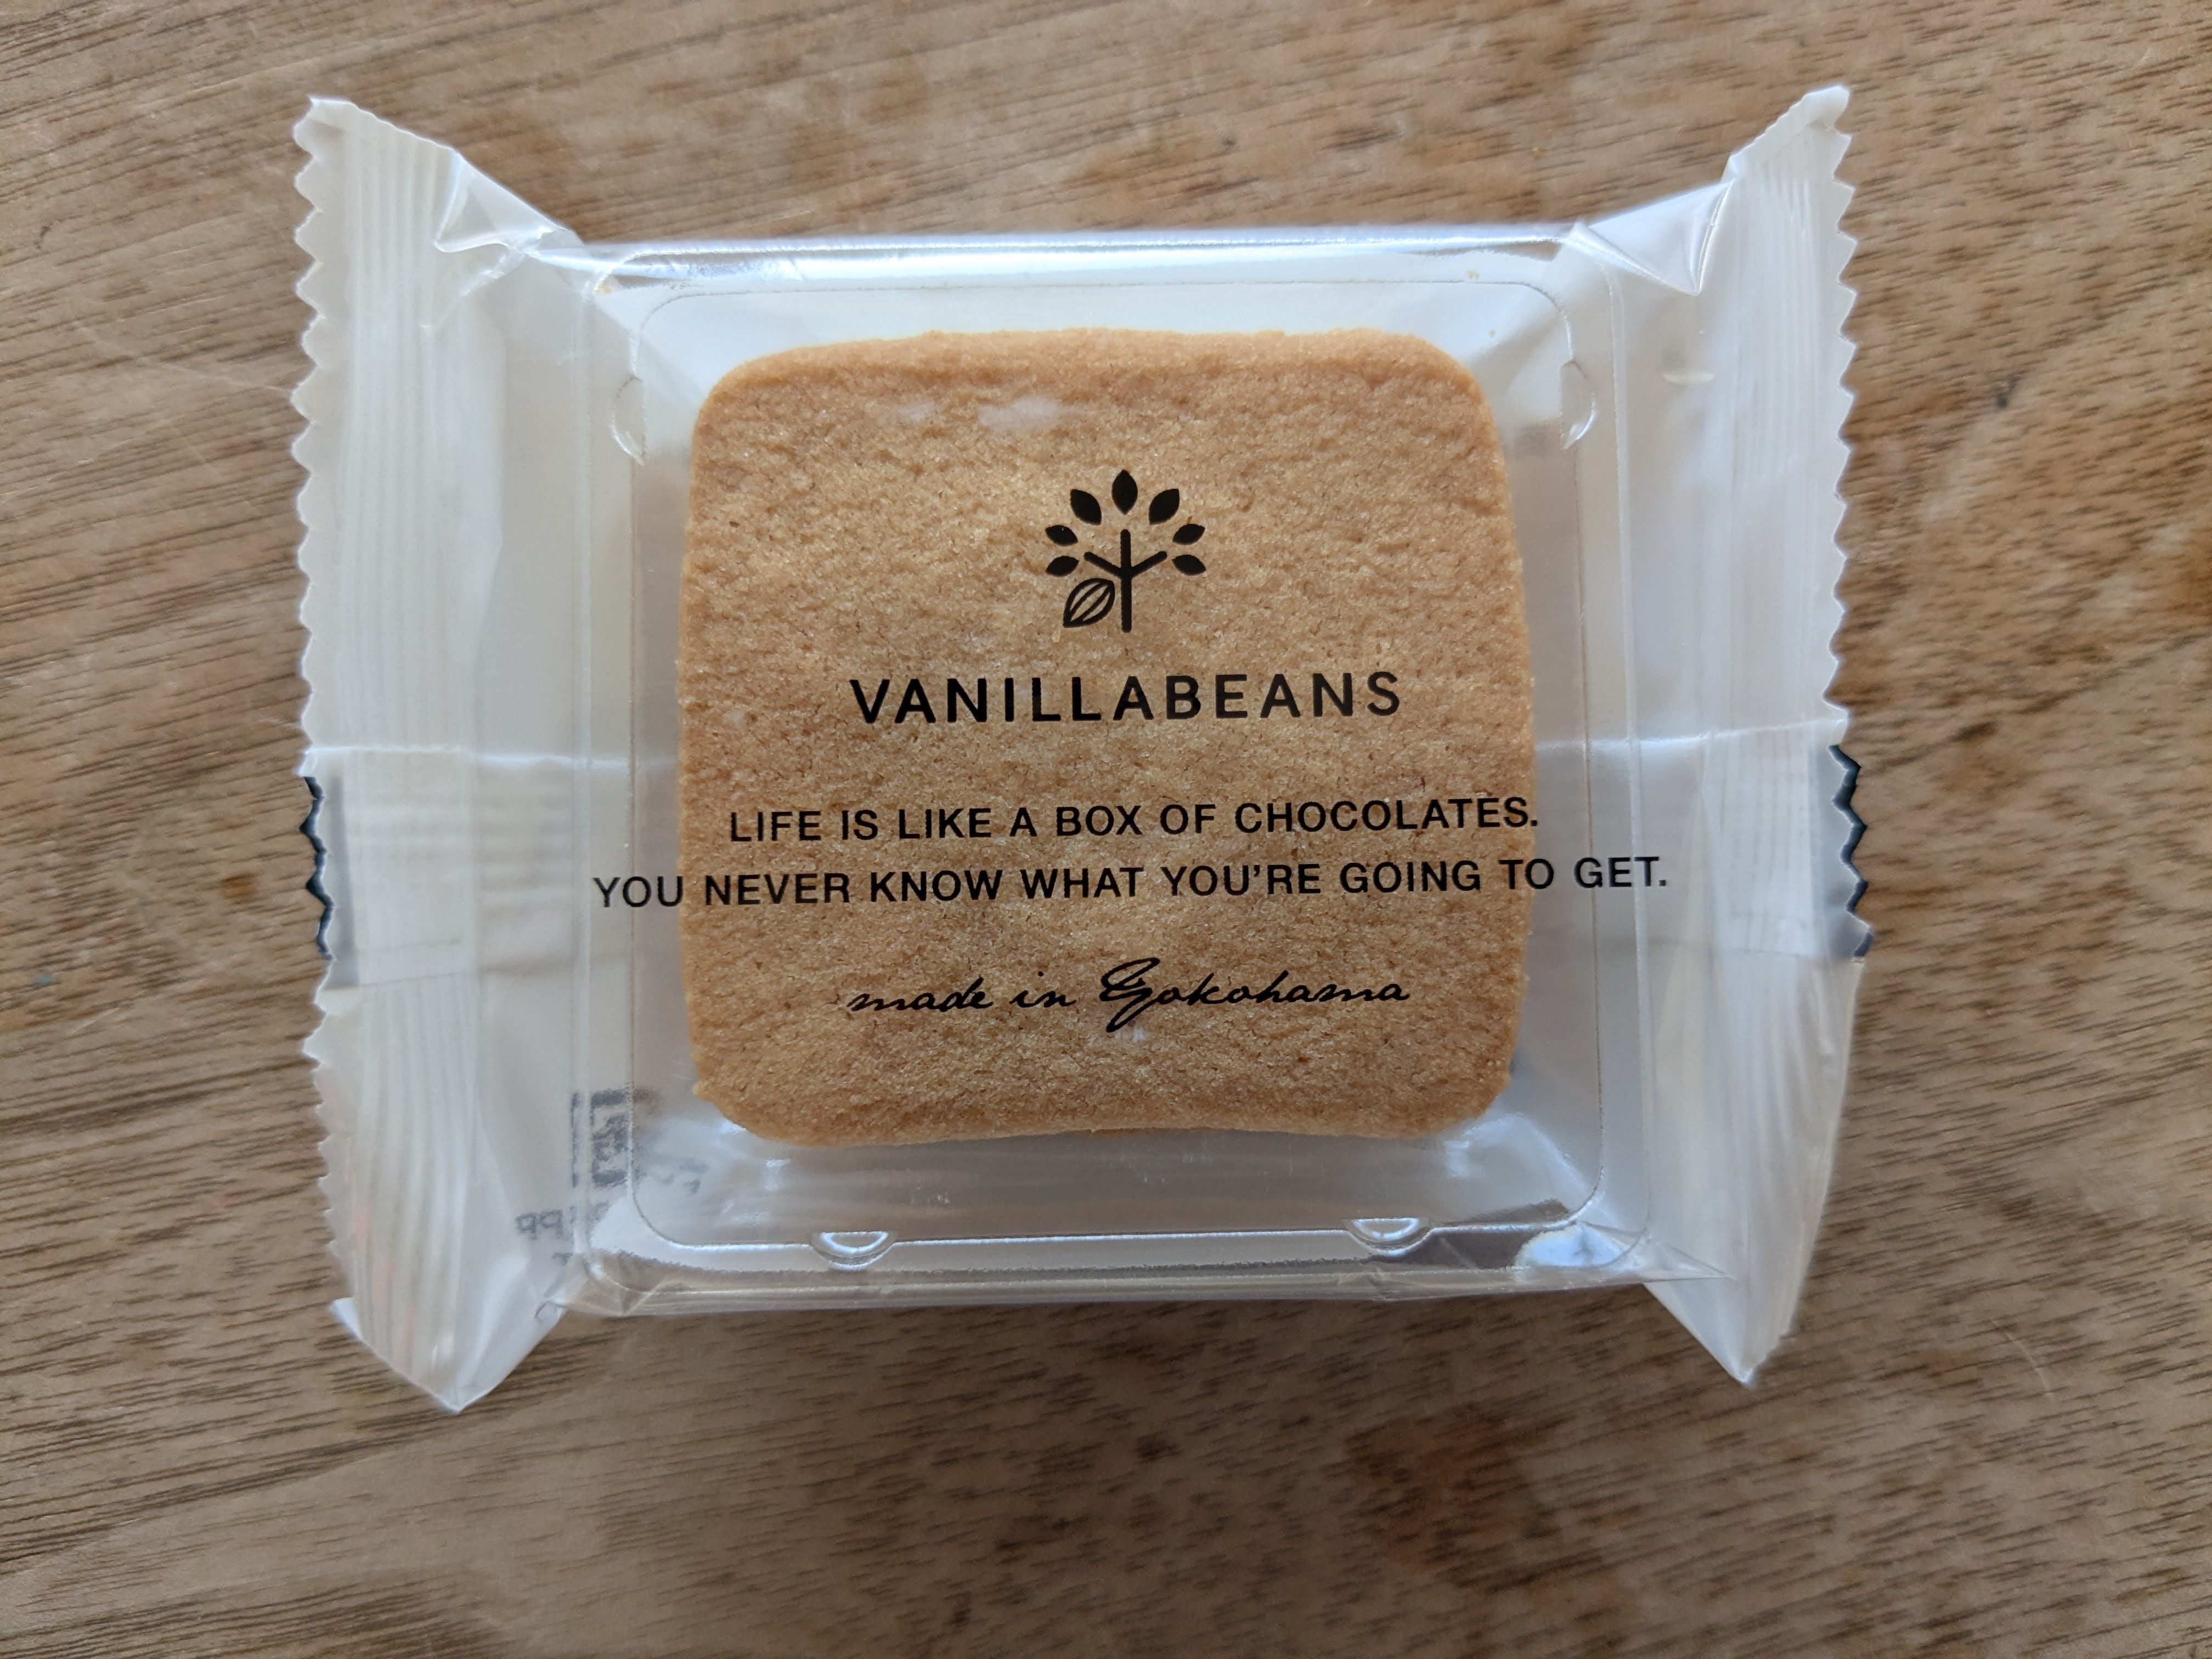 VANILLABEANS
LIFE IS LIKE A BOX OF CHOCOLATES.
YOU NEVER KNOW WHAT YOU'RE GOING TO GET.
made in Yokohama